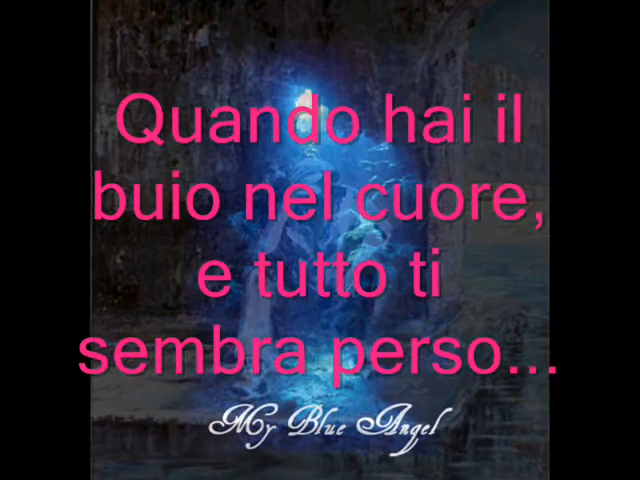 Quando hai il
buio nel cuore,
e tutto ti
sembra perso...
My Blue Angel